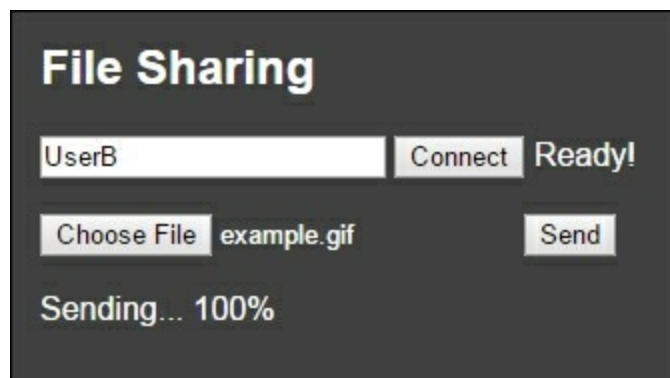 File Sharing
UserB Connect Ready!
Choose File example.gif Send
Sending... 100%